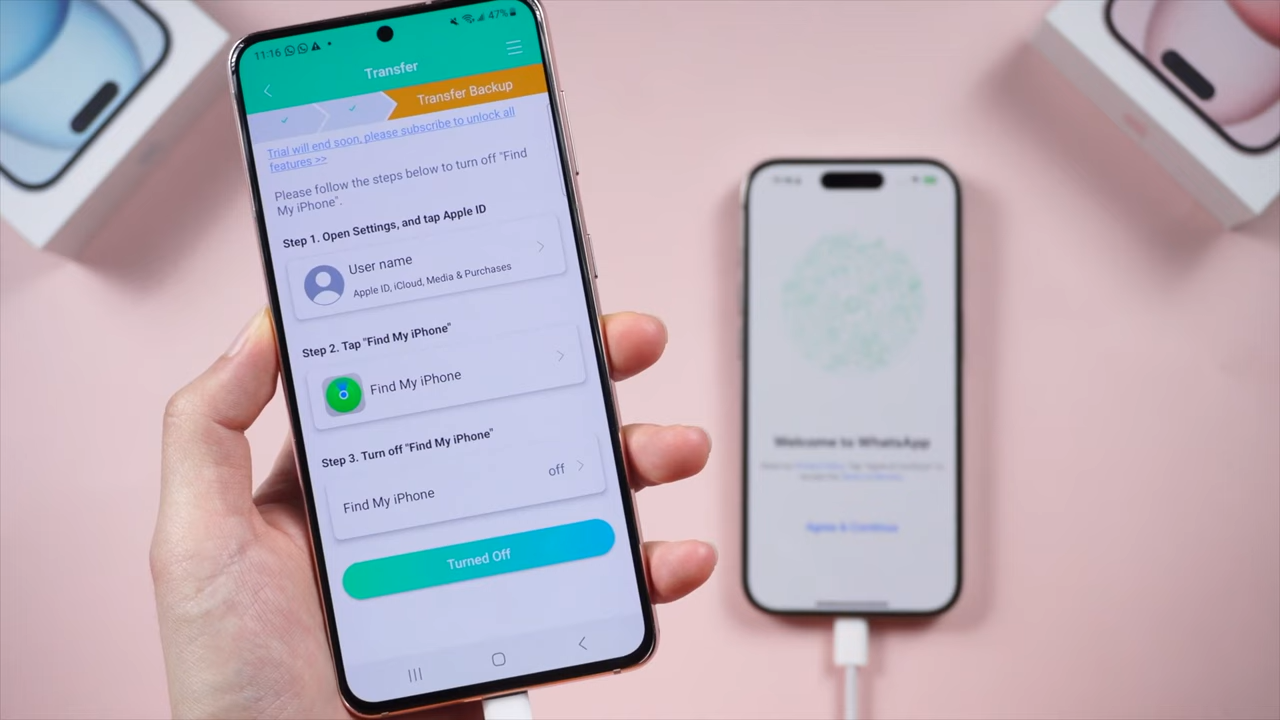 11:16
47%
Transfer
Transfer Backup
Trial will end soon, please subscribe to unlock all
features >>
Please follow the steps below to turn off "Find
My iPhone".
Step 1. Open Settings, and tap Apple ID
User name
Apple ID, iCloud, Media & Purchases
Step 2. Tap "Find My iPhone"
Find My iPhone
Step 3. Turn off "Find My iPhone"
Find My iPhone
off
Turned Off
Welcome to WhatsApp
Agree & Continue